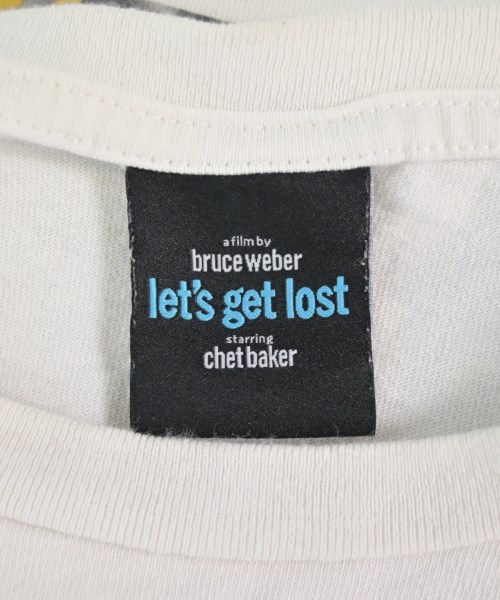 a film by
bruce weber
let's get lost
starring
chet baker